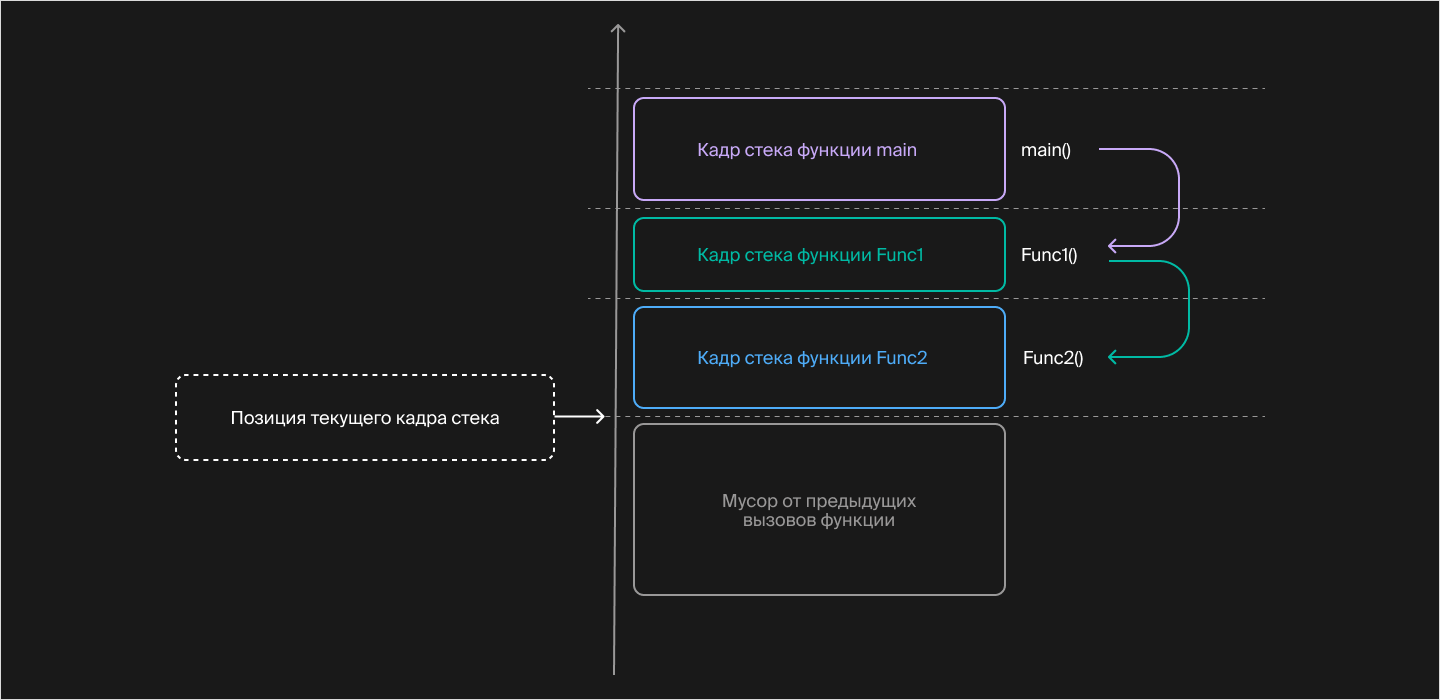 Кадр стека функции main
main()
Кадр стека функции Func1
Func1()
Кадр стека функции Func2
Func2()
Позиция текущего кадра стека
Мусор от предыдущих
вызовов функции